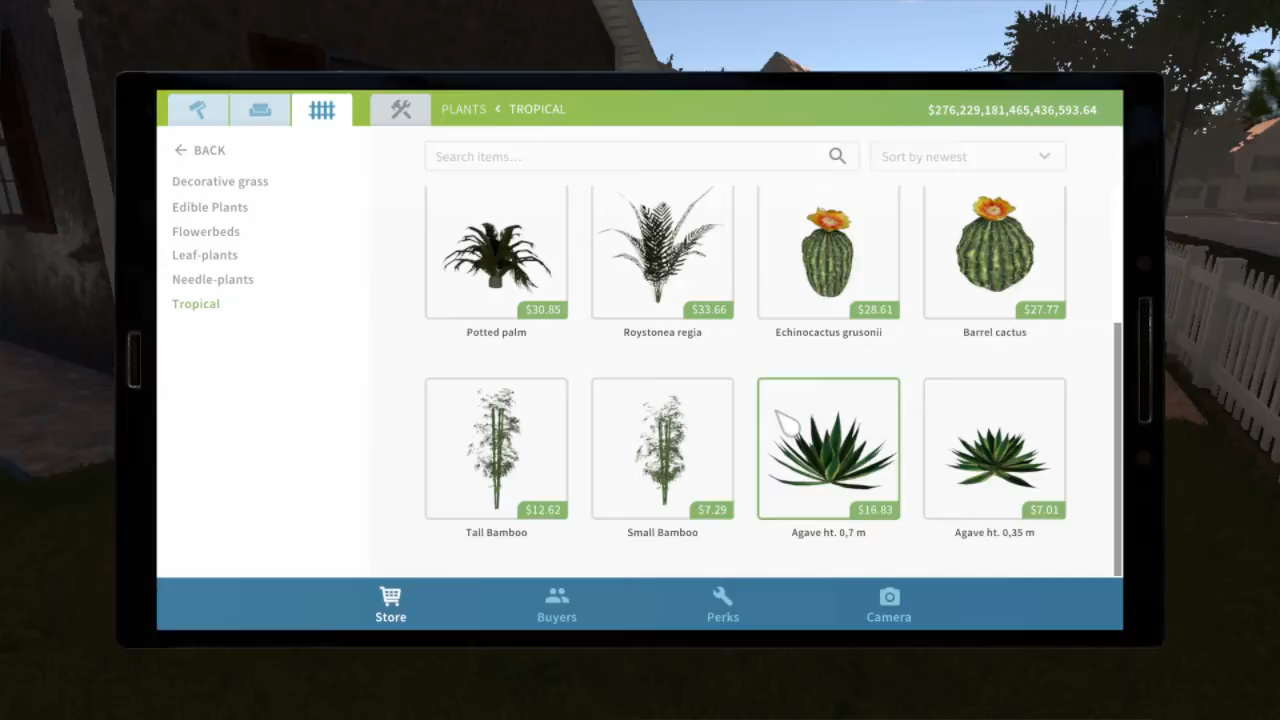 PLANTS < TROPICAL
$276,229,181,465,436,593.64
BACK
Search items...
Sort by newest
Decorative grass
Edible Plants
Flowerbeds
Leaf-plants
Needle-plants
Tropical
$30.85
$33.66
$28.61
$27.77
Potted palm
Roystonea regia
Echinocactus grusonii
Barrel cactus
$12.62
$7.29
$16.83
$7.01
Tall Bamboo
Small Bamboo
Agave ht. 0,7 m
Agave ht. 0,35 m
Store
Buyers
Perks
Camera